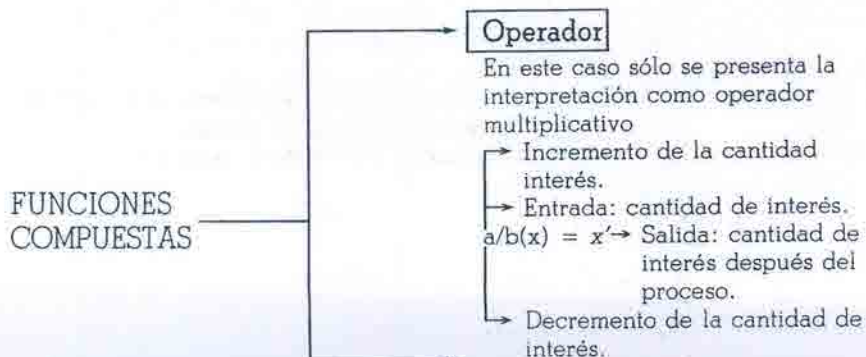 Operador
En este caso sólo se presenta la
interpretación como operador
multiplicativo
Incremento de la cantidad
interés.
FUNCIONES
COMPUESTAS
Entrada: cantidad de interés.
a/b(x) = x' Salida: cantidad de
interés después del
proceso.
Decremento de la cantidad de
interés.